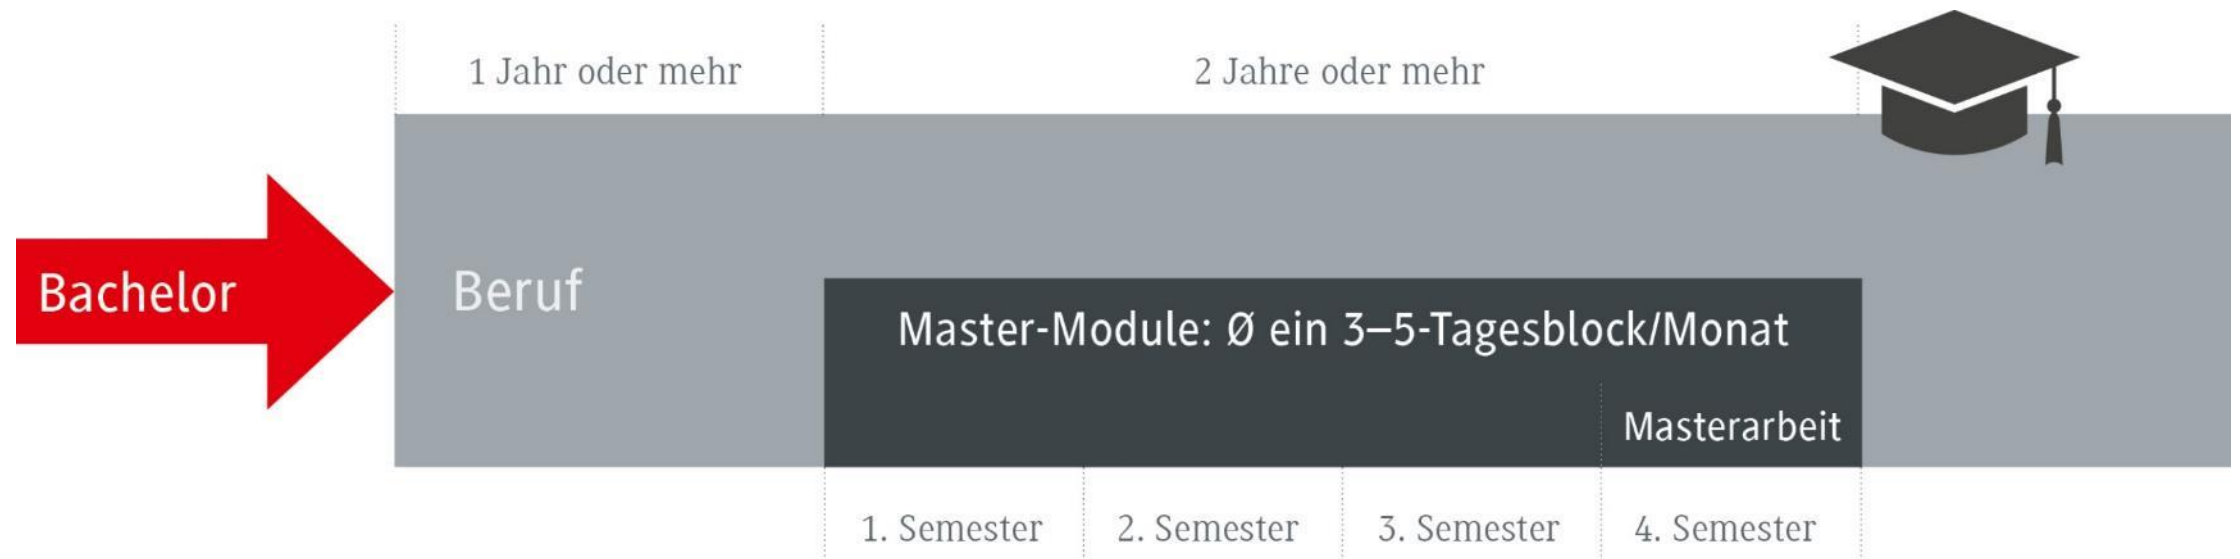 1 Jahr oder mehr
2 Jahre oder mehr
Bachelor
Beruf
Master-Module: Ø ein 3–5-Tagesblock/Monat
Masterarbeit
1. Semester
2. Semester
3. Semester
4. Semester